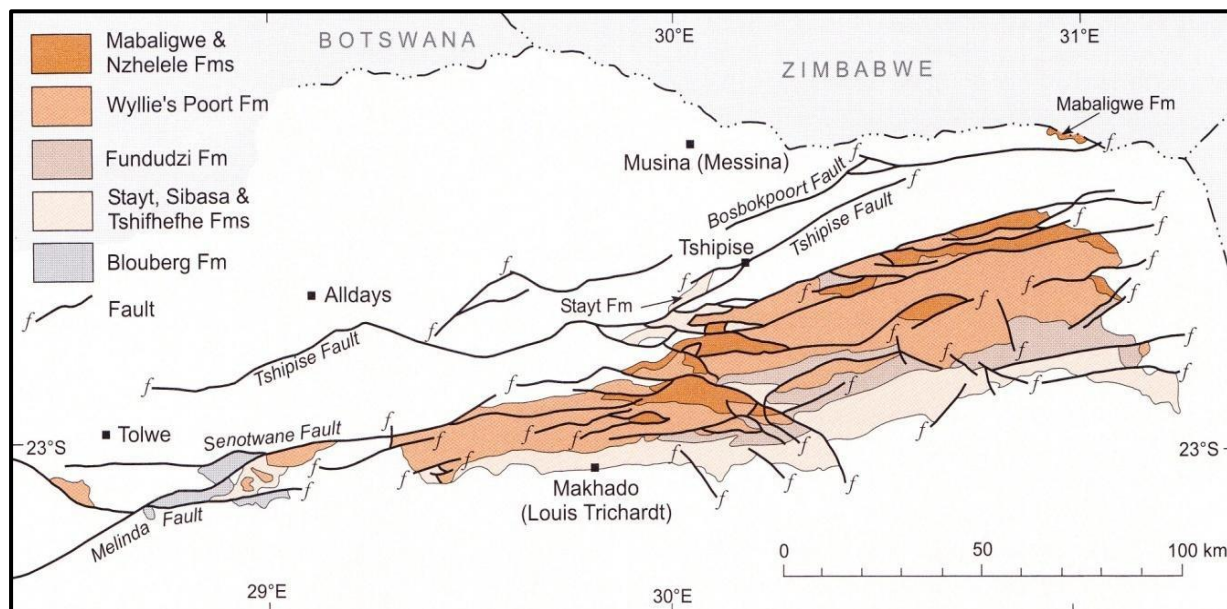 Mabaligwe &
Nzhelele Fms
Wyllie's Poort Fm
Fundudzi Fm
Stayt, Sibasa &
Tshifhefhe Fms
Blouberg Fm
f
Fault
BOTSWANA
30°E
31°E
ZIMBABWE
Mabaligwe Fm
f
Musina (Messina)
f
Bosbokpoort Fault
f
Tshipise Fault
f
f
Tshipise
f
f
f
Stayt Fm
f
Alldays
f
f
f
f
f
Tshipise Fault
f
f
f
f
f
f
f
f
Tolwe
f
f
f
f
23°S
Senotwane Fault
f
f
f
23°S
f
f
f
f
Makhado
(Louis Trichardt)
f
f
f
Melinda Fault
0 50 100 km
29°E
30°E